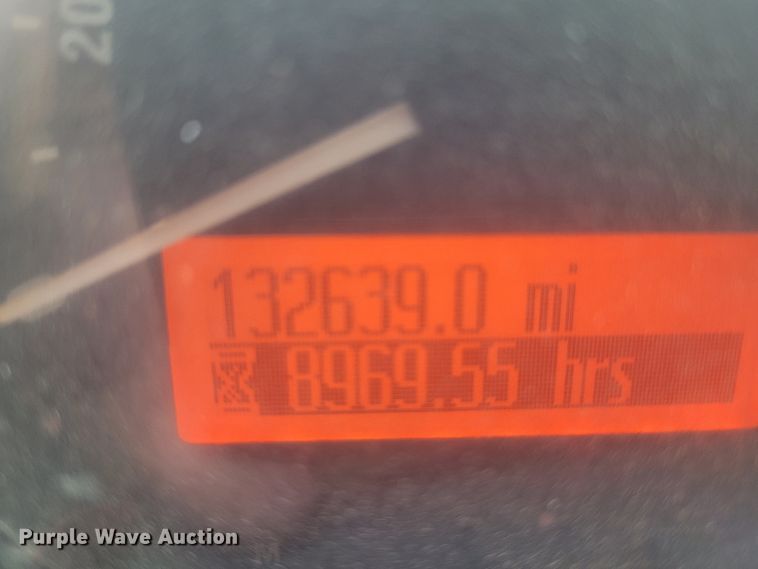 20
132639.0 mi
8969.55 hrs
Purple Wave Auction®